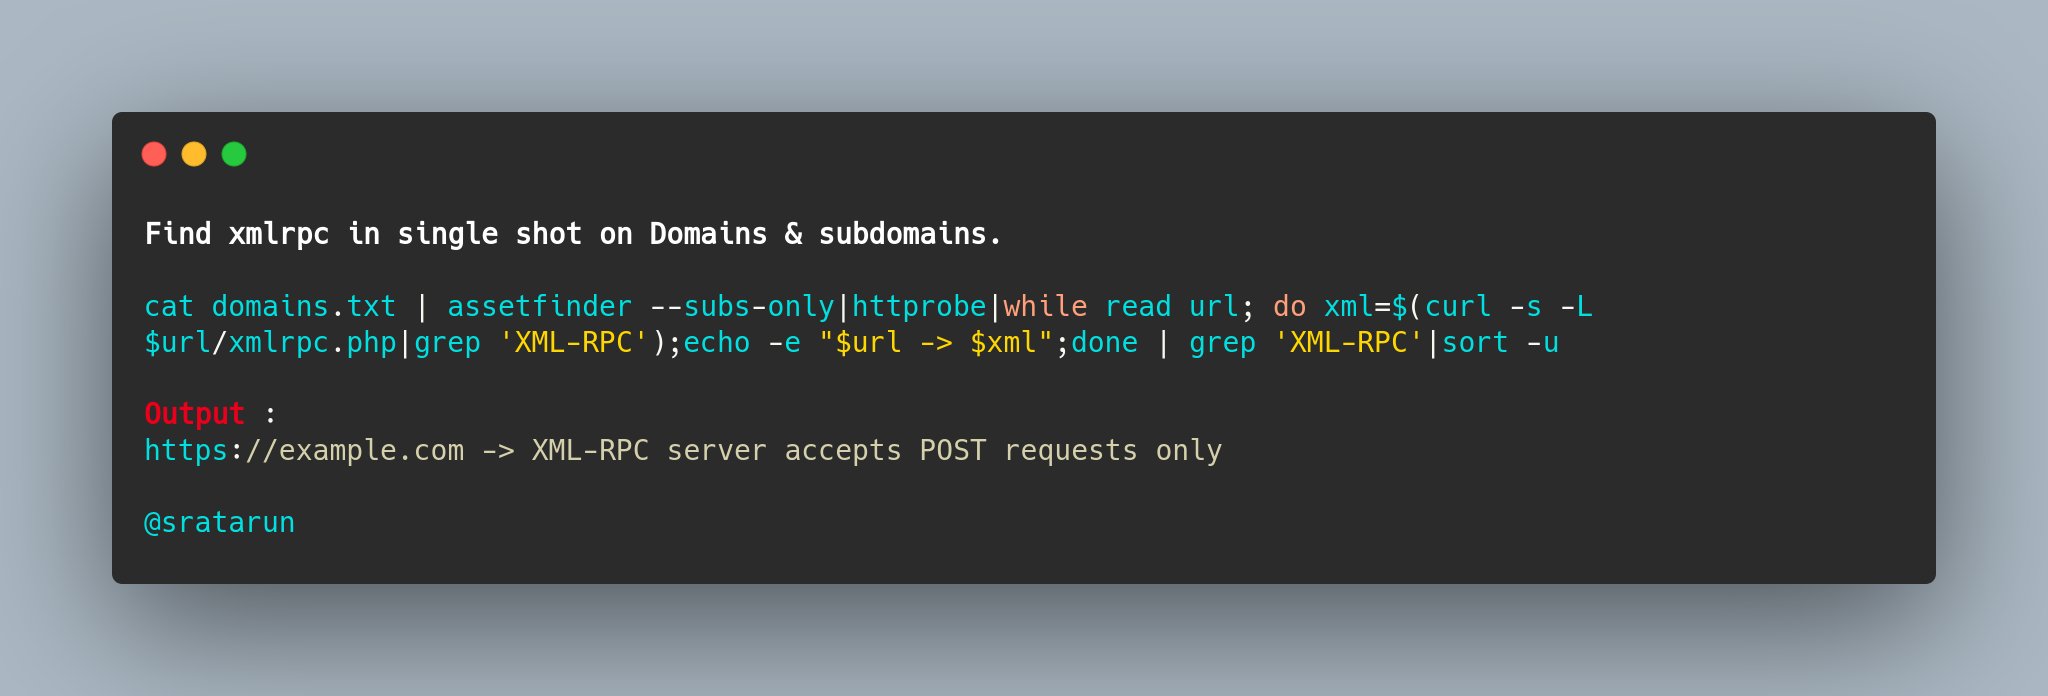 Find xmlrpc in single shot on Domains & subdomains.
cat domains.txt | assetfinder --subs-only|httprobe|while read url; do xml=$(curl -s -L
$url/xmlrpc.php|grep 'XML-RPC');echo -e "$url -> $xml";done | grep 'XML-RPC'|sort -u
Output :
https://example.com -> XML-RPC server accepts POST requests only
@sratarun